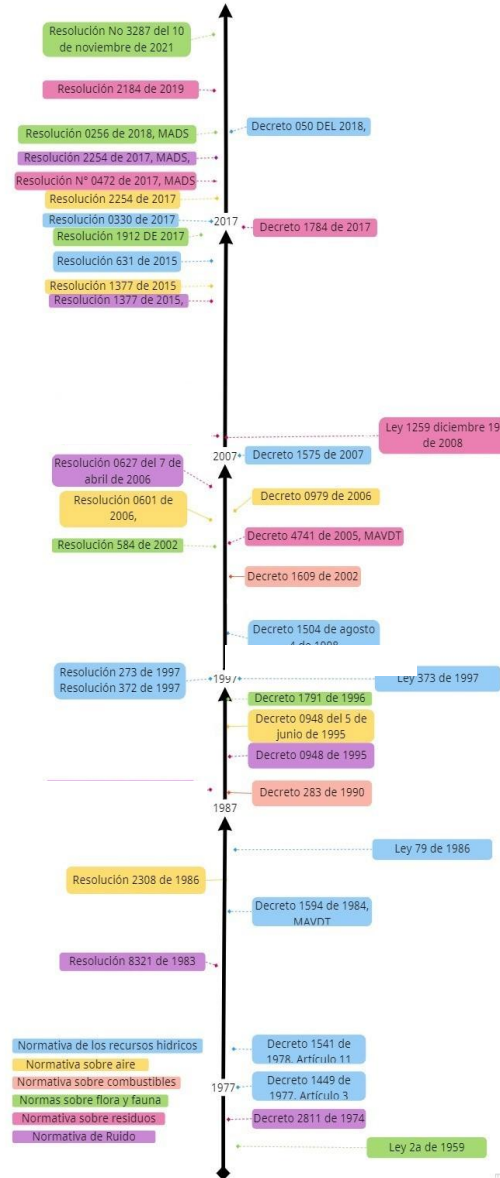 Resolución No 3287 del 10
de noviembre de 2021
Resolución 2184 de 2019
Decreto 050 DEL 2018,
Resolución 0256 de 2018, MADS
Resolución 2254 de 2017, MADS,
Resolución N° 0472 de 2017, MADS
Resolución 2254 de 2017
Resolución 0330 de 2017
2017
Decreto 1784 de 2017
Resolución 1912 DE 2017
Resolución 631 de 2015
Resolución 1377 de 2015
Resolución 1377 de 2015,
Ley 1259 diciembre 19
de 2008
2007
Decreto 1575 de 2007
Resolución 0627 del 7 de
abril de 2006
Resolución 0601 de
2006,
Decreto 0979 de 2006
Decreto 4741 de 2005, MAVDT
Resolución 584 de 2002
Decreto 1609 de 2002
Decreto 1504 de agosto
4 de 1998
Resolución 273 de 1997
Resolución 372 de 1997
1997
Ley 373 de 1997
Decreto 1791 de 1996
Decreto 0948 del 5 de
junio de 1995
Decreto 0948 de 1995
Decreto 283 de 1990
1987
Ley 79 de 1986
Resolución 2308 de 1986
Decreto 1594 de 1984,
MAVDT
Resolución 8321 de 1983
Decreto 1541 de
1978, Artículo 11
Decreto 1449 de
1977, Artículo 3
1977
Decreto 2811 de 1974
Ley 2a de 1959
Normativa de los recursos hídricos
Normativa sobre aire
Normativa sobre combustibles
Normas sobre flora y fauna
Normativa sobre residuos
Normativa de Ruido